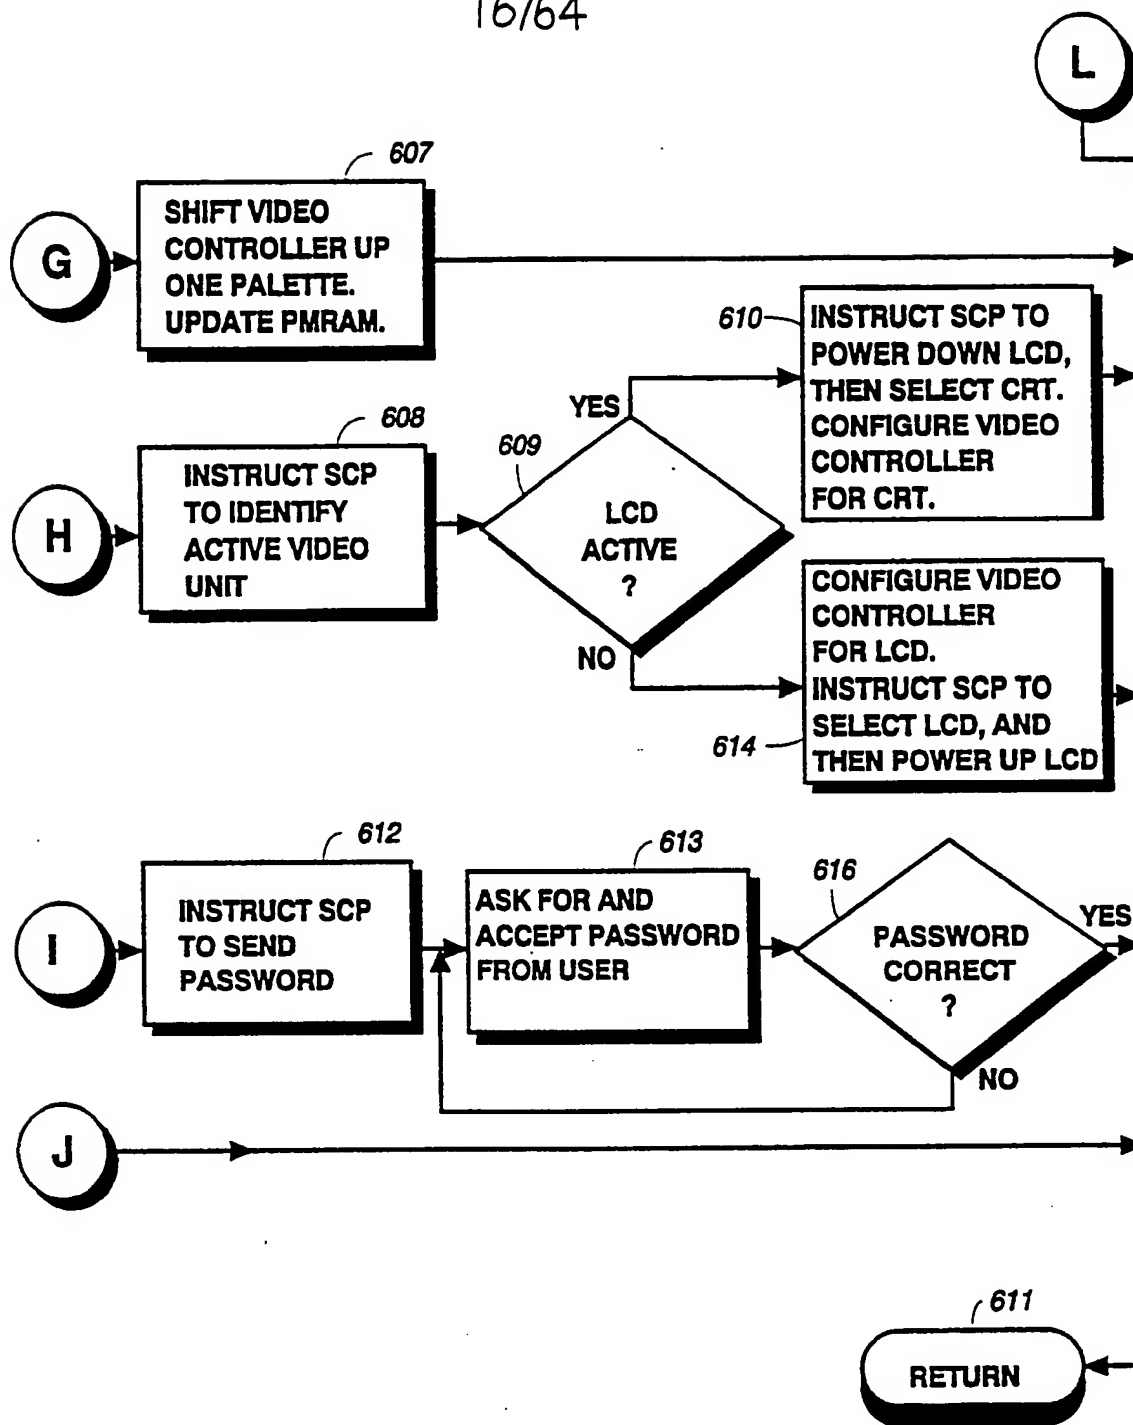 16/64
L
607
SHIFT VIDEO
CONTROLLER UP
ONE PALETTE.
UPDATE PMRAM.
G
610
INSTRUCT SCP TO
POWER DOWN LCD,
THEN SELECT CRT.
CONFIGURE VIDEO
CONTROLLER
FOR CRT.
608
INSTRUCT SCP
TO IDENTIFY
ACTIVE VIDEO
UNIT
H
609
YES
LCD
ACTIVE
?
NO
CONFIGURE VIDEO
CONTROLLER
FOR LCD.
INSTRUCT SCP TO
SELECT LCD, AND
THEN POWER UP LCD
614
612
INSTRUCT SCP
TO SEND
PASSWORD
I
613
ASK FOR AND
ACCEPT PASSWORD
FROM USER
616
PASSWORD
CORRECT
?
YES
NO
J
611
RETURN